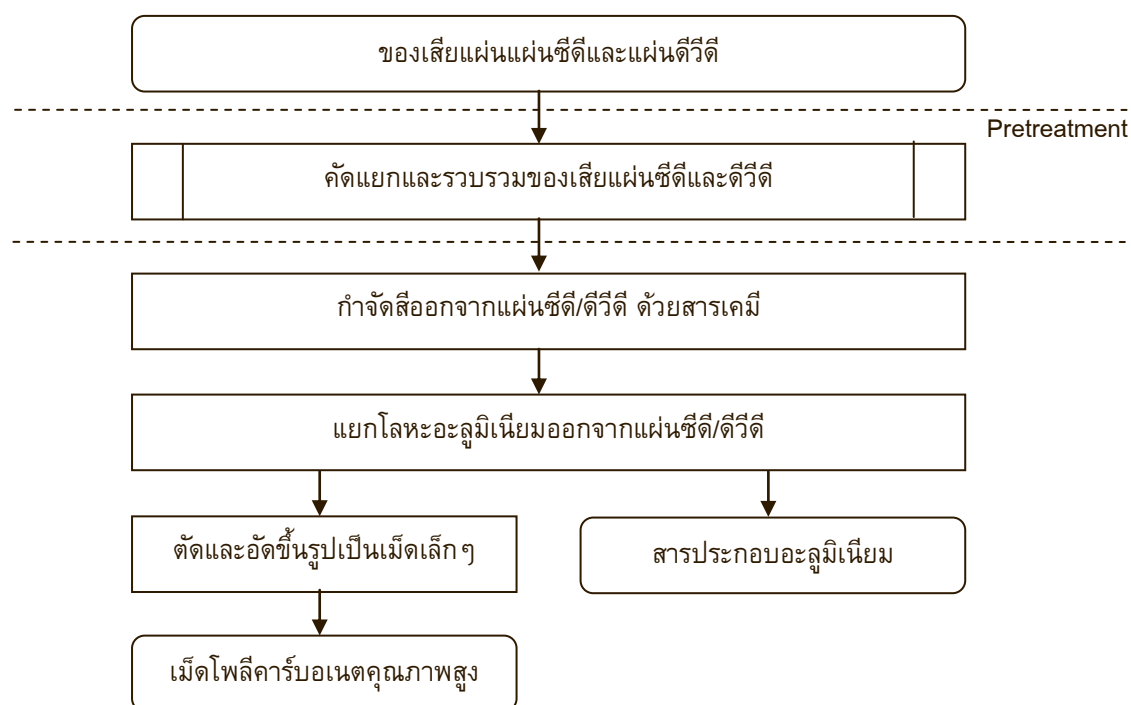 ของเสียแผ่นแผ่นซีดีและแผ่นดีวีดี
Pretreatment
คัดแยกและรวบรวมของเสียแผ่นซีดีและดีวีดี
กำจัดสีออกจากแผ่นซีดี/ดีวีดี ด้วยสารเคมี
แยกโลหะอะลูมิเนียมออกจากแผ่นซีดี/ดีวีดี
ตัดและอัดขึ้นรูปเป็นเม็ดเล็กๆ
สารประกอบอะลูมิเนียม
เม็ดโพลีคาร์บอเนตคุณภาพสูง